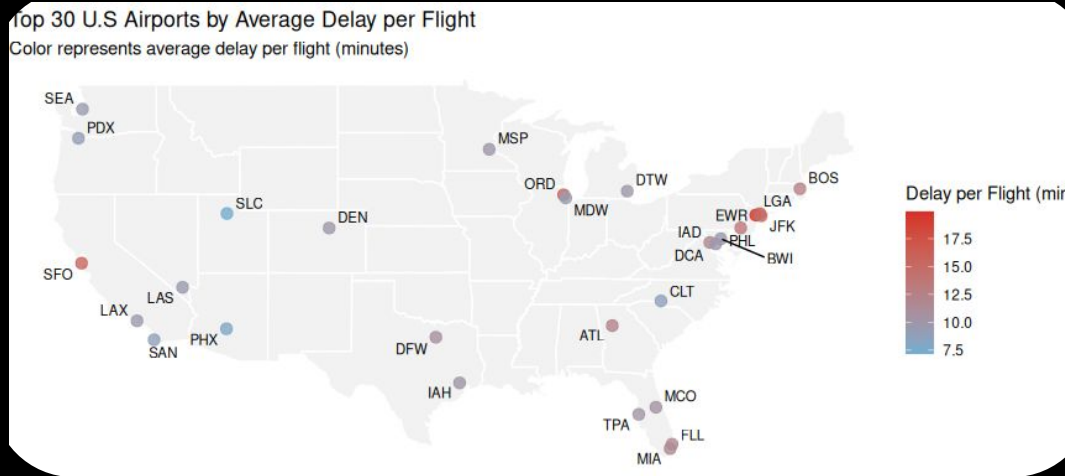 Top 30 U.S Airports by Average Delay per Flight
Color represents average delay per flight (minutes)
SEA
PDX
MSP
BOS
ORD
DTW
SLC
LGA
MDW
EWR
DEN
JFK
IAD
PHL
DCA
BWI
SFO
CLT
LAS
LAX
ATL
PHX
DFW
SAN
IAH
MCO
TPA
FLL
MIA
Delay per Flight (mi
17.5
15.0
12.5
10.0
7.5